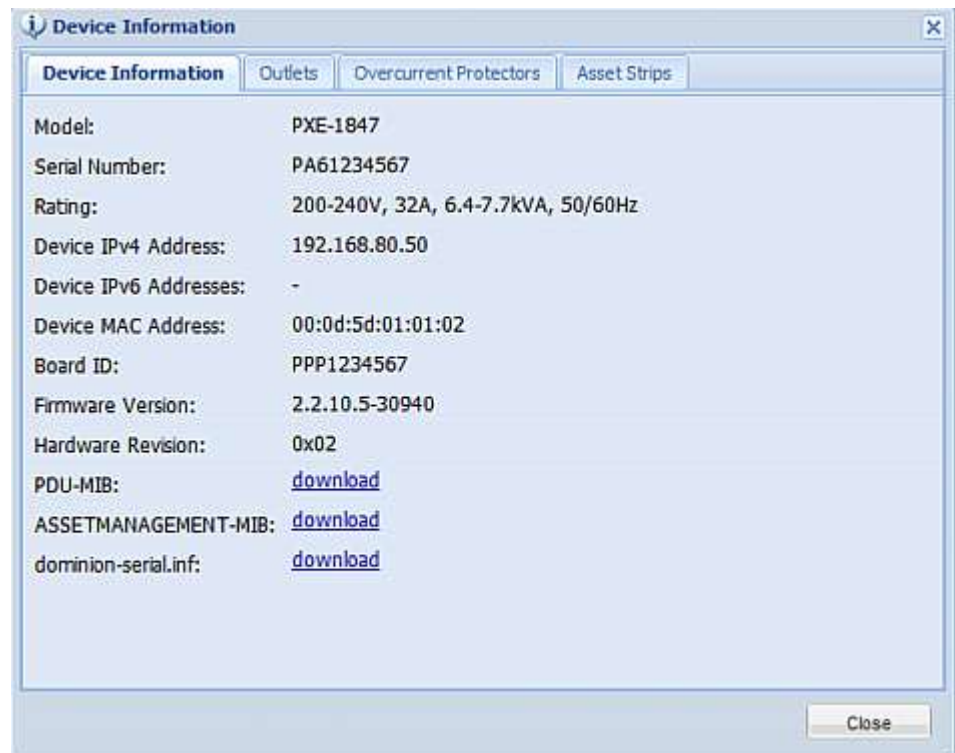 Device Information
Device Information Outlets Overcurrent Protectors Asset Strips
Model: PXE-1847
Serial Number: PA61234567
Rating: 200-240V, 32A, 6.4-7.7kVA, 50/60Hz
Device IPv4 Address: 192.168.80.50
Device IPv6 Addresses: -
Device MAC Address: 00:0d:5d:01:01:02
Board ID: PPP1234567
Firmware Version: 2.2.10.5-30940
Hardware Revision: 0x02
PDU-MIB: download
ASSETMANAGEMENT-MIB: download
dominion-serial.inf: download
Close